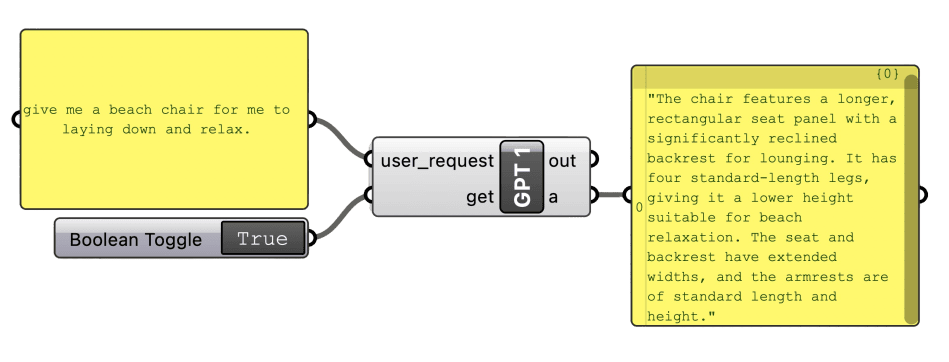 give me a beach chair for me to
laying down and relax.
Boolean Toggle True
user_request
get
GPT 1
out
a
{0}
0
"The chair features a longer,
rectangular seat panel with a
significantly reclined
backrest for lounging. It has
four standard-length legs,
giving it a lower height
suitable for beach
relaxation. The seat and
backrest have extended
widths, and the armrests are
of standard length and
height."